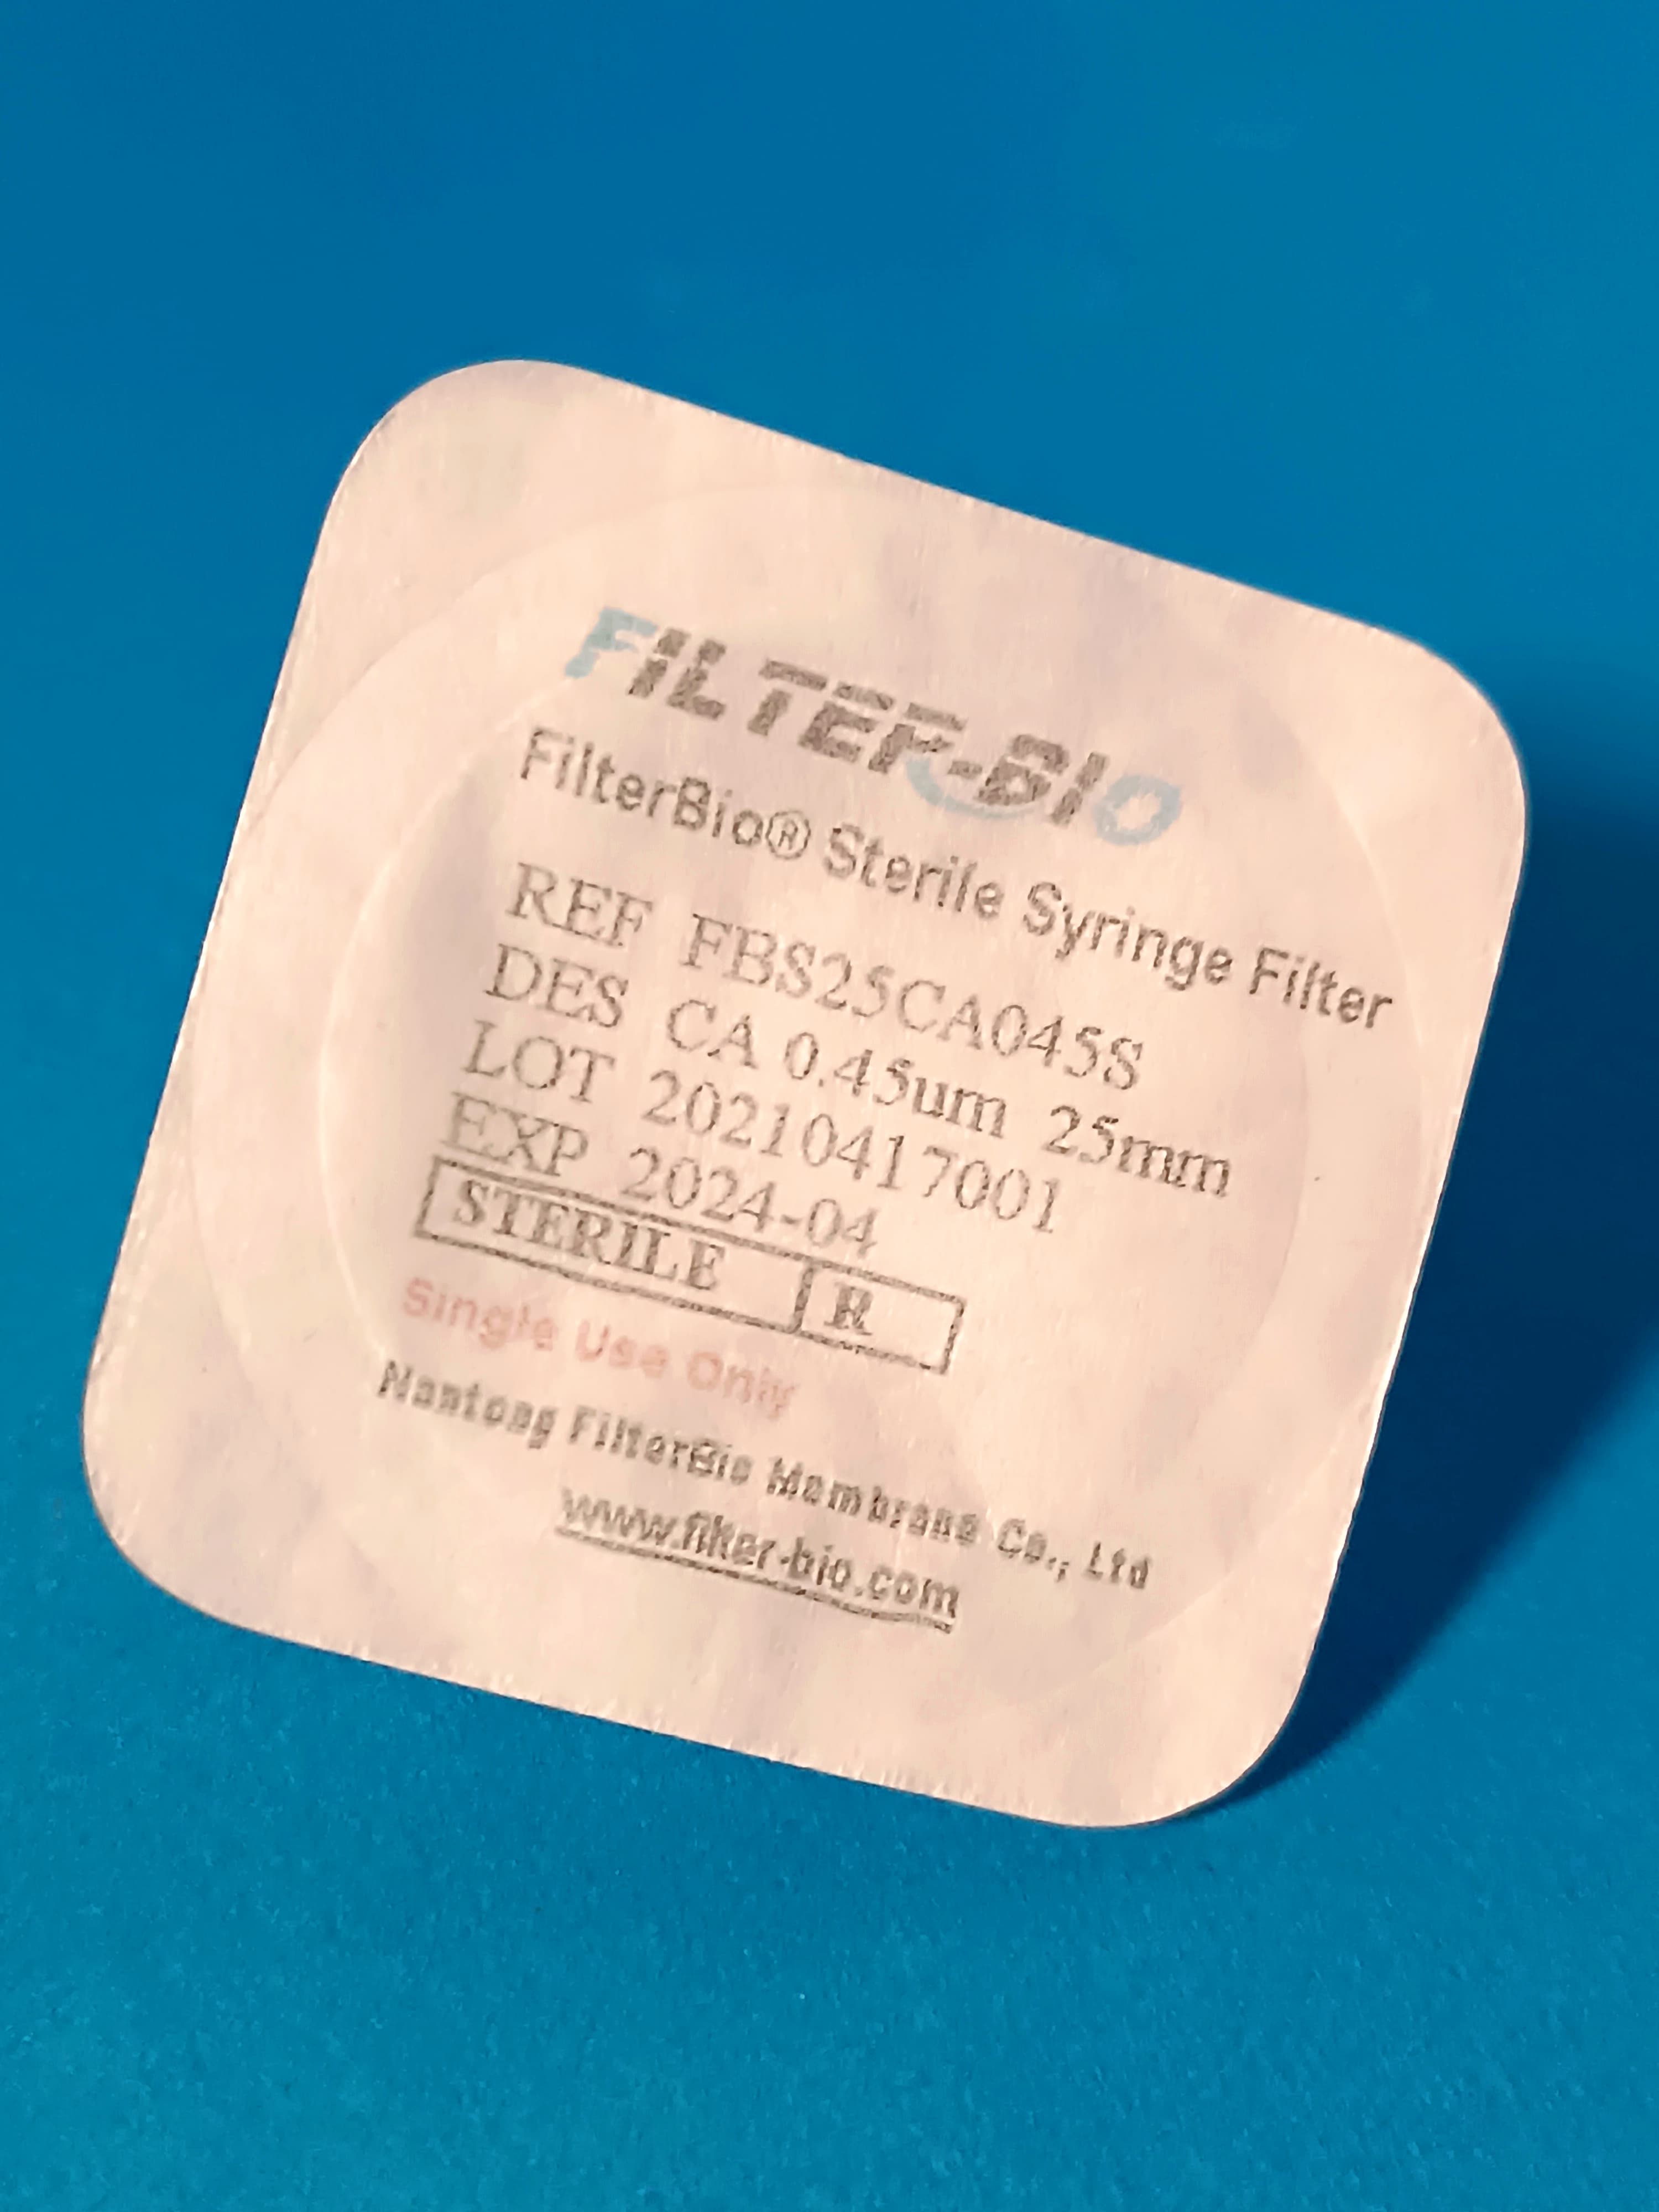 FILTER-BIO
FilterBio® Sterile Syringe Filter
REF FBS25CA045S
DES CA 0.45um 25mm
LOT 20210417001
EXP 2024-04
STERILE R
Single Use Only
Nantong FilterBio Membrane Co., Ltd
www.filter-bio.com